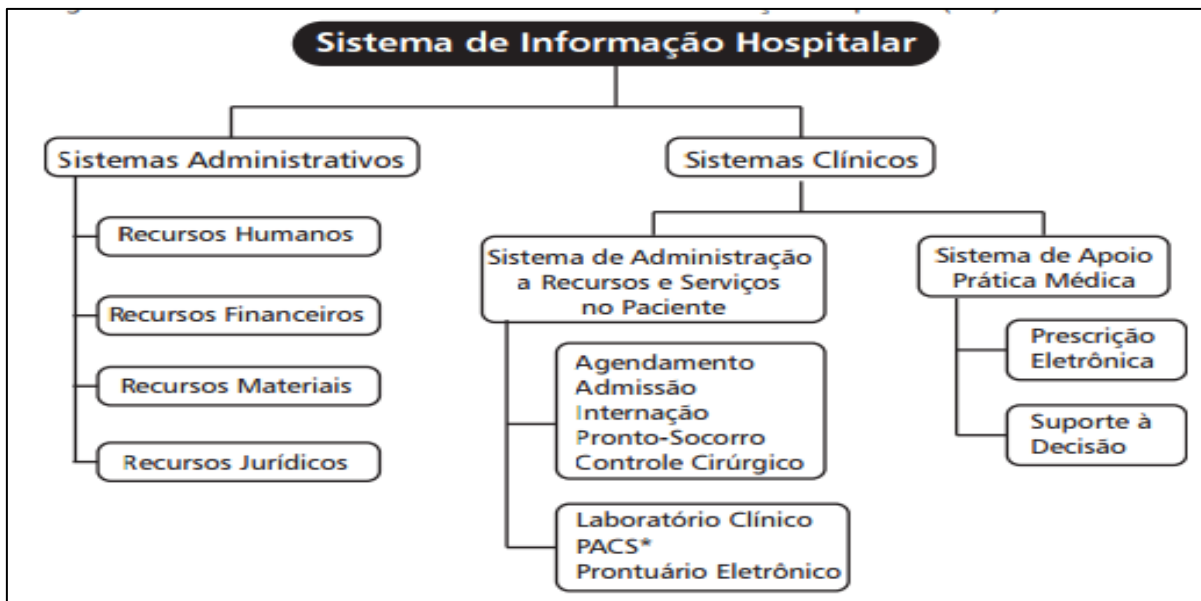 Sistema de Informação Hospitalar
Sistemas Administrativos
Recursos Humanos
Recursos Financeiros
Recursos Materiais
Recursos Jurídicos
Sistemas Clínicos
Sistema de Administração
a Recursos e Serviços
no Paciente
Agendamento
Admissão
Internação
Pronto-Socorro
Controle Cirúrgico
Laboratório Clínico
PACS*
Prontuário Eletrônico
Sistema de Apoio
Prática Médica
Prescrição
Eletrônica
Suporte à
Decisão